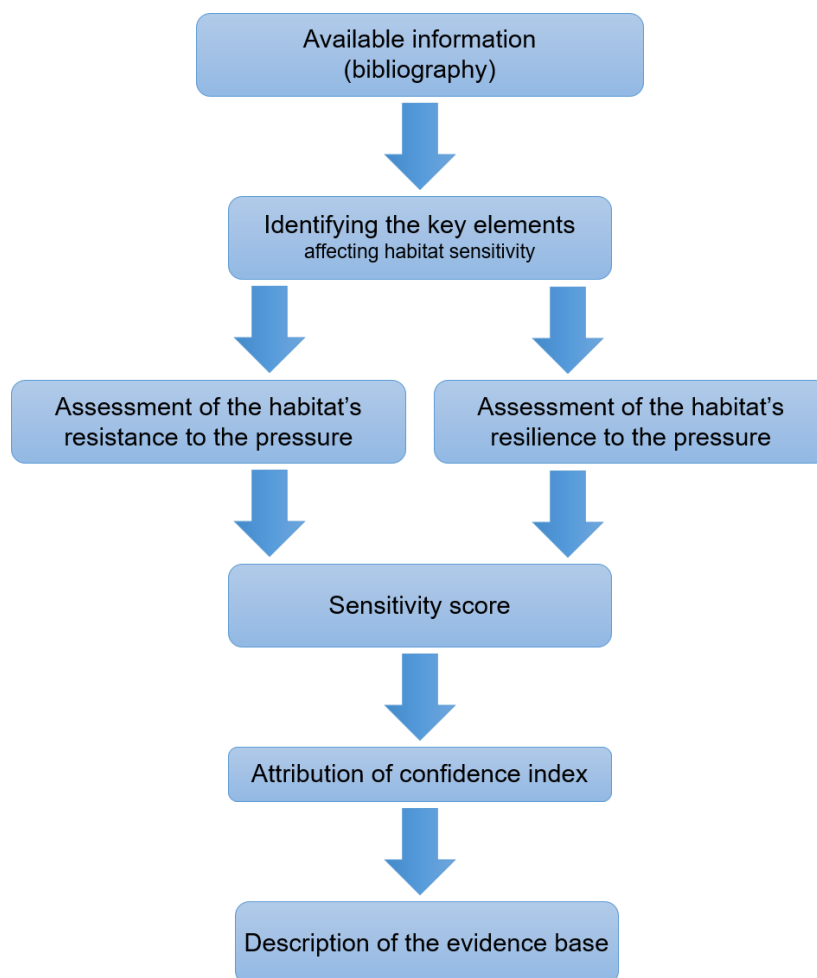 Available information
(bibliography)
Identifying the key elements
affecting habitat sensitivity
Assessment of the habitat's
resistance to the pressure
Assessment of the habitat's
resilience to the pressure
Sensitivity score
Attribution of confidence index
Description of the evidence base